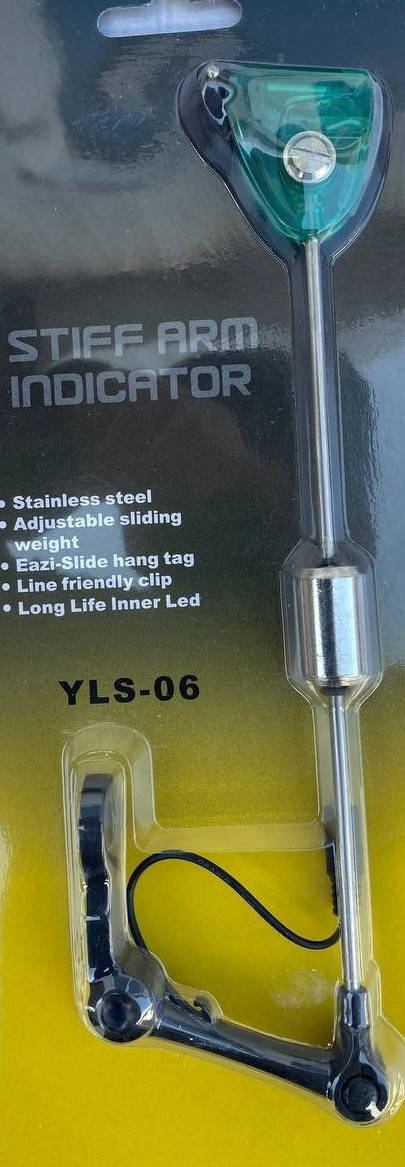 STIFF ARM
INDICATOR
• Stainless steel
• Adjustable sliding
weight
• Eazi-Slide hang tag
• Line friendly clip
• Long Life Inner Led
YLS-06